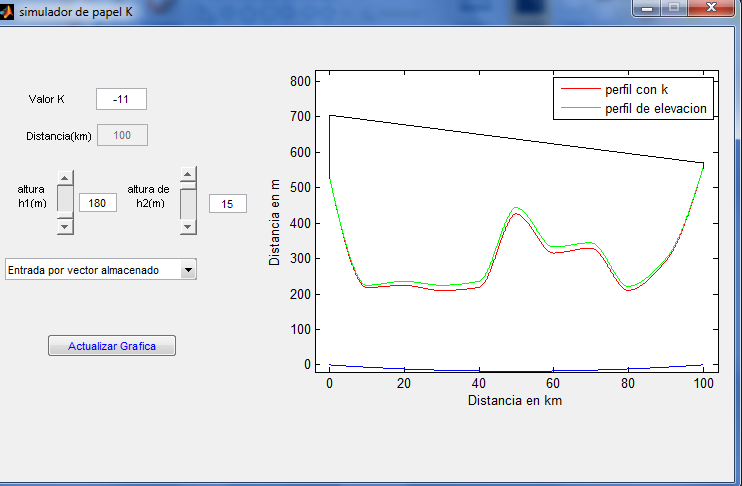 simulador de papel K
Valor K
-11
Distancia(km)
100
altura
h1(m)
180
altura de
h2(m)
15
Entrada por vector almacenado
Actualizar Grafica
perfil con k
perfil de elevacion
Distancia en m
800
700
600
500
400
300
200
100
0
0
20
40
60
80
100
Distancia en km